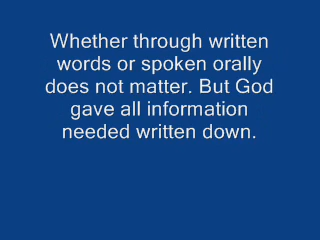 Whether through written
words or spoken orally
does not matter. But God
gave all information
needed written down.